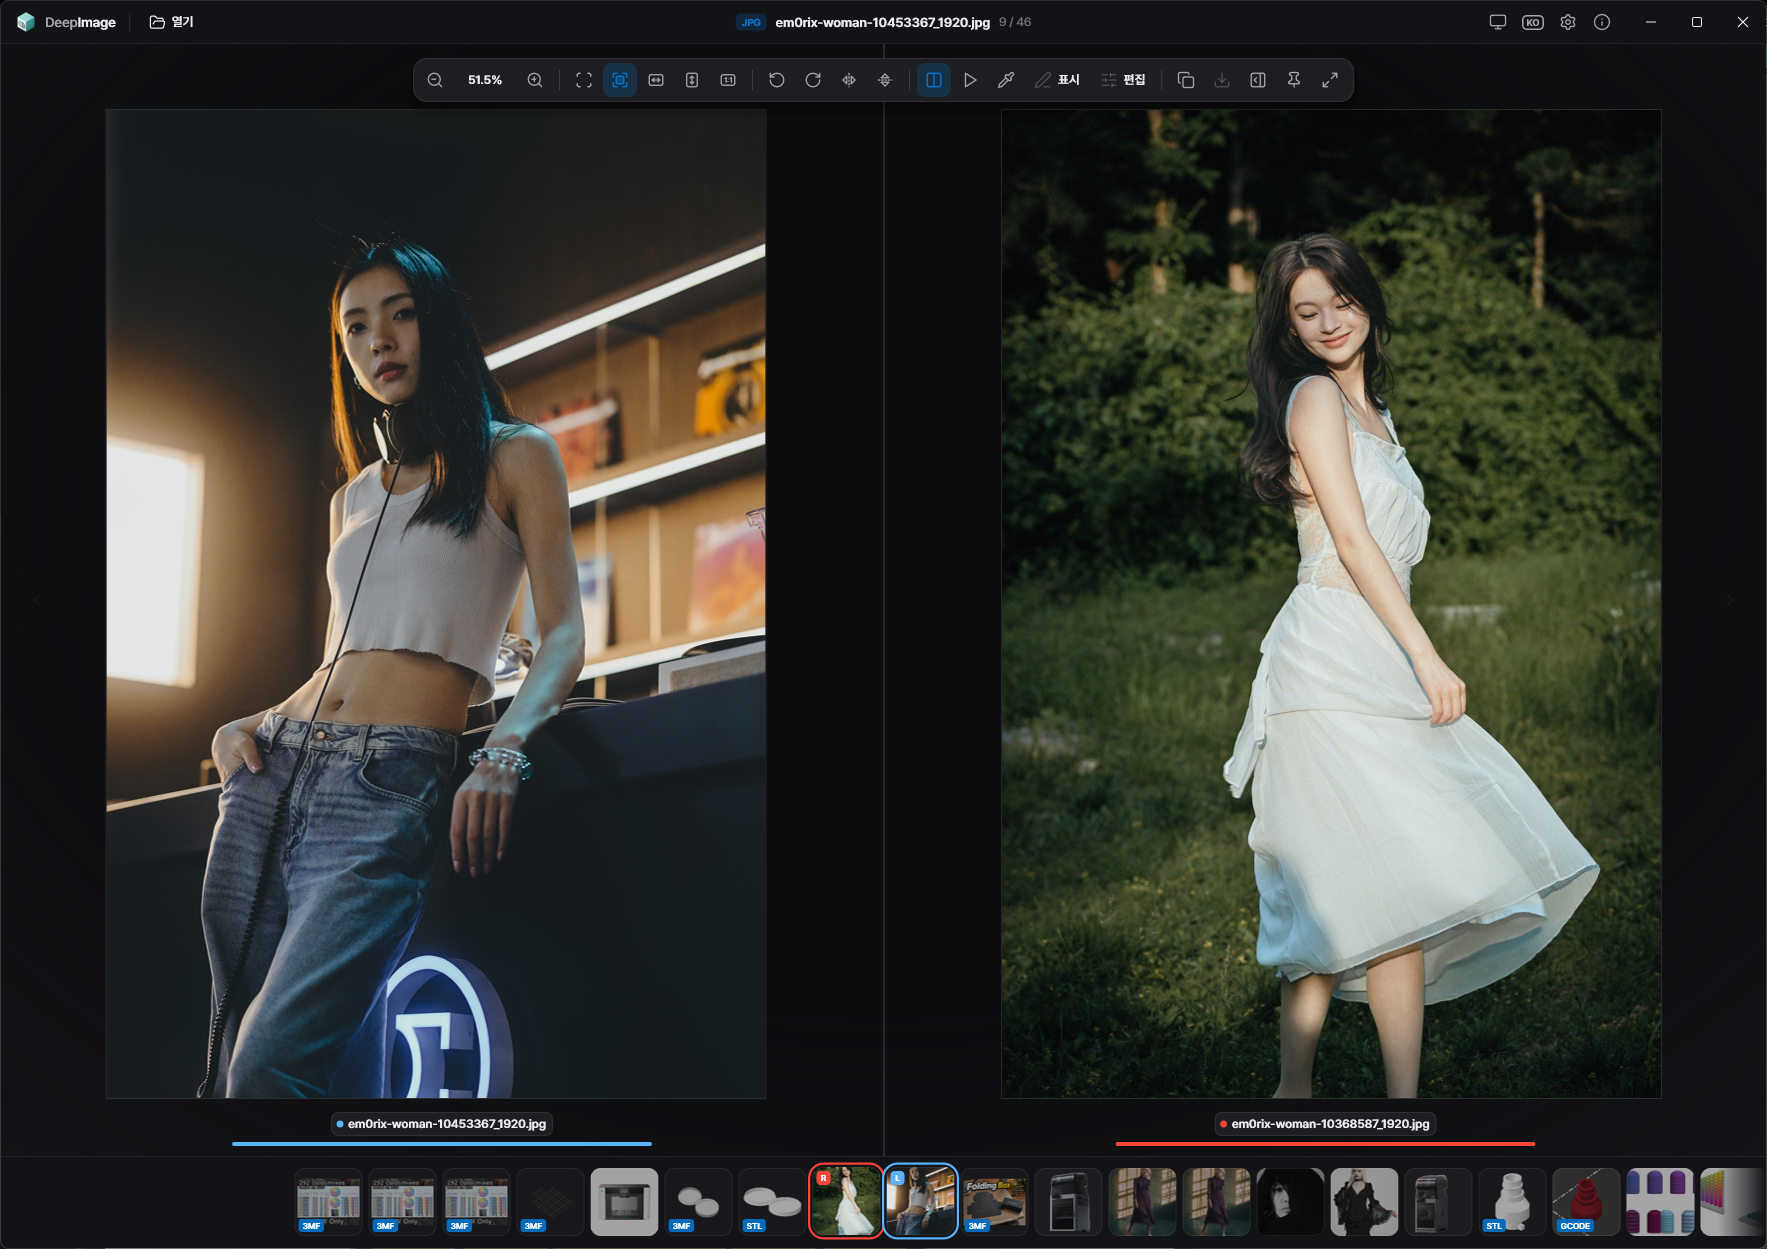 DeepImage
열기
JPG em0rix-woman-10453367_1920.jpg 9 / 46
KO
51.5%
1:1
표시
편집
em0rix-woman-10453367_1920.jpg
em0rix-woman-10368587_1920.jpg
3MF
3MF
3MF
3MF
3MF
STL
R
L
Folding Box
3MF
STL
GCODE